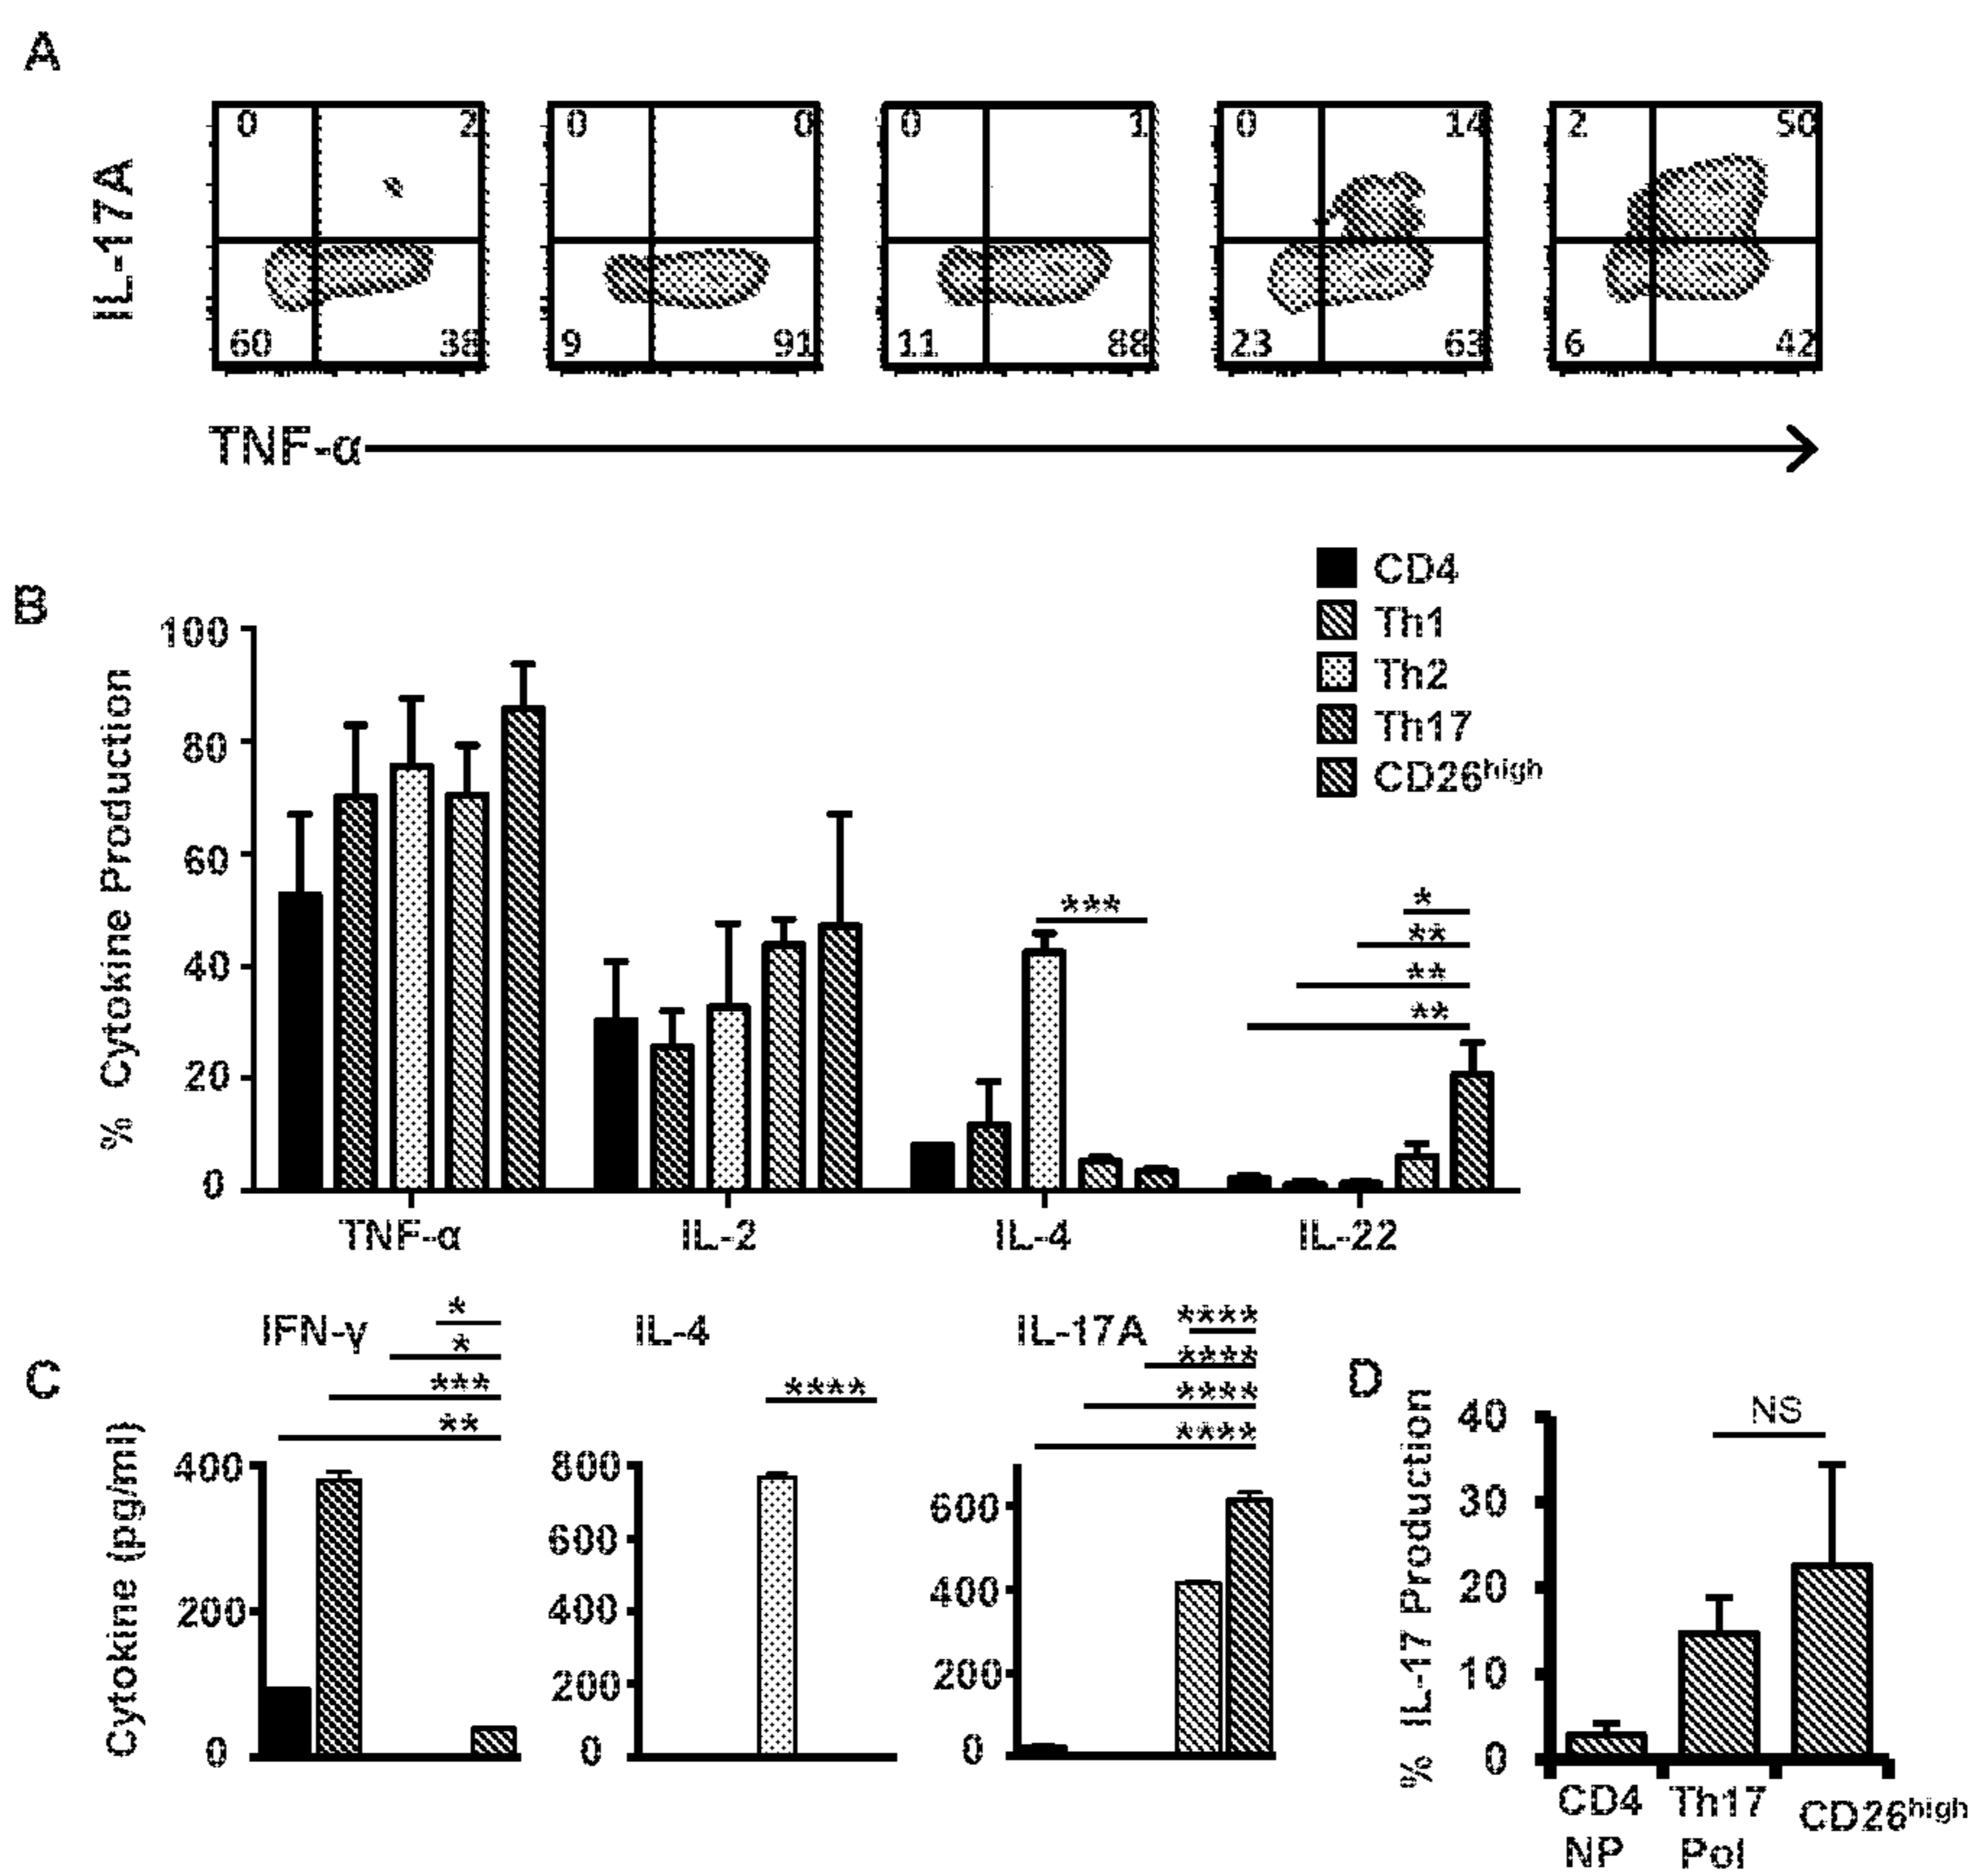 A
IL-17A
0 2
60 38
0 0
9 91
0 1
11 88
0 14
23 63
2 50
6 42
TNF-α
B
% Cytokine Production
100
80
60
40
20
0
CD4
Th1
Th2
Th17
CD26high
***
*
**
**
**
TNF-α IL-2 IL-4 IL-22
C
Cytokine (pg/ml)
IFN-γ
*
*
***
**
400
200
0
IL-4
****
800
600
400
200
0
IL-17A
****
****
****
****
600
400
200
0
D
% IL-17 Production
NS
40
30
20
10
0
CD4 NP
Th17 Pol
CD26high